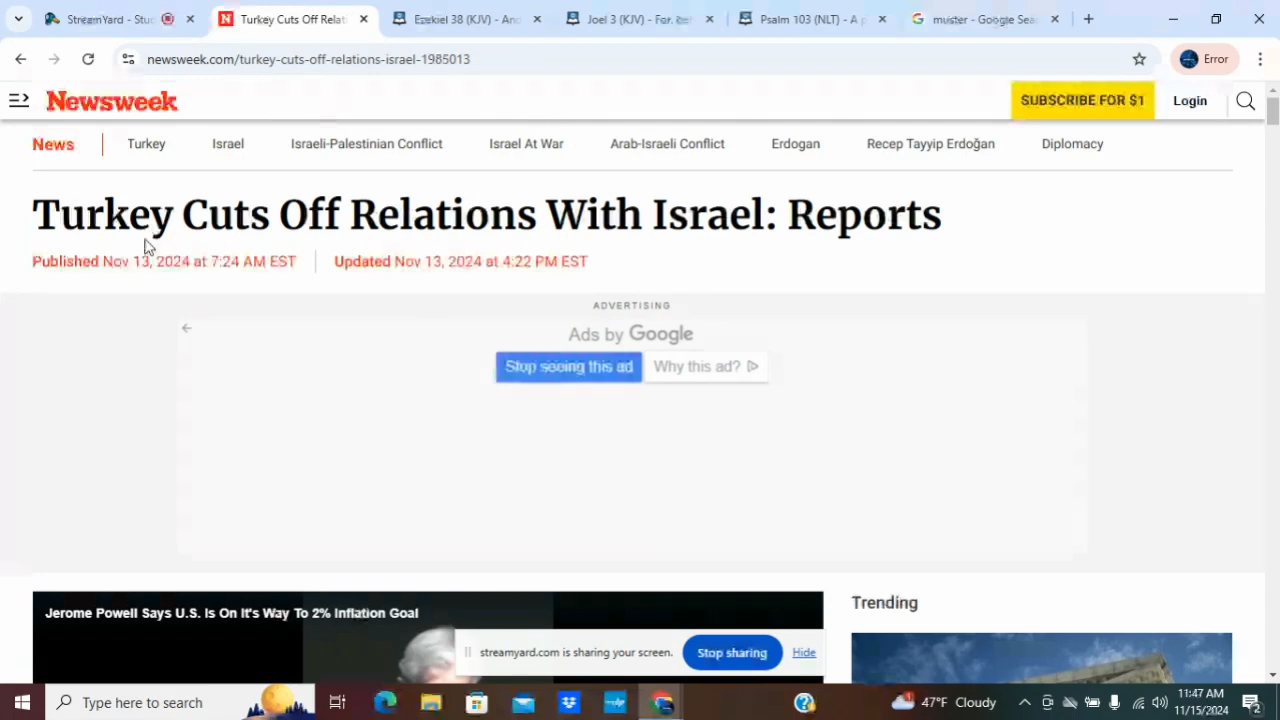 StreamYard - Stud
Turkey Cuts Off Relati
Ezekiel 38 (KJV) - And
Joel 3 (KJV) - For, beh
Psalm 103 (NLT) - A p
muster - Google Sea
newsweek.com/turkey-cuts-off-relations-israel-1985013
Error
Newsweek
SUBSCRIBE FOR $1
Login
News
Turkey
Israel
Israeli-Palestinian Conflict
Israel At War
Arab-Israeli Conflict
Erdogan
Recep Tayyip Erdoğan
Diplomacy
Turkey Cuts Off Relations With Israel: Reports
Published Nov 13, 2024 at 7:24 AM EST
Updated Nov 13, 2024 at 4:22 PM EST
ADVERTISING
Ads by Google
Stop seeing this ad
Why this ad?
Jerome Powell Says U.S. Is On It's Way To 2% Inflation Goal
Trending
streamyard.com is sharing your screen.
Stop sharing
Hide
Type here to search
47°F Cloudy
11:47 AM
11/15/2024